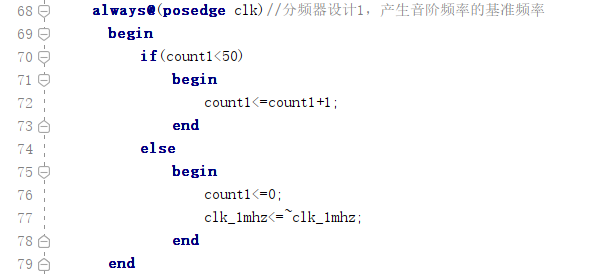 68 always@(posedge clk)//分频器设计1，产生音阶频率的基准频率
69 begin
70 if(count1<50)
71 begin
72 count1<=count1+1;
73 end
74 else
75 begin
76 count1<=0;
77 clk_1mhz<=~clk_1mhz;
78 end
79 end